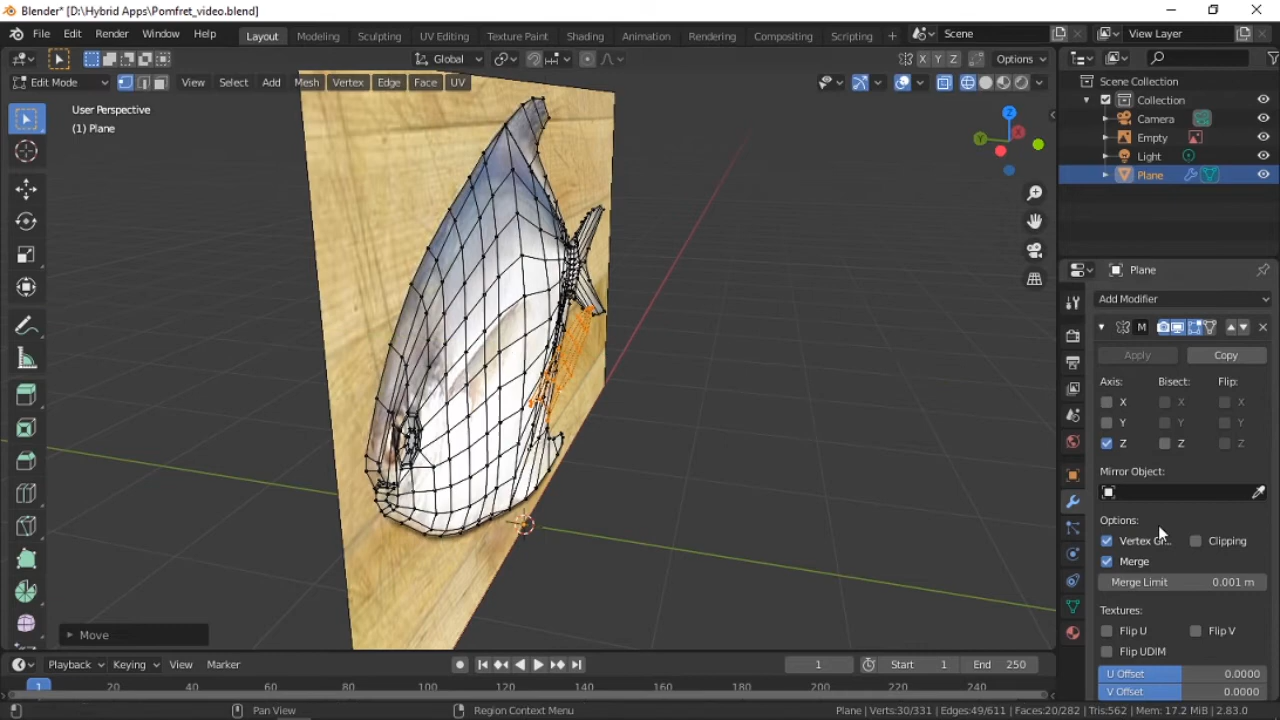 Blender* [D:\Hybrid Apps\Pomfret_video.blend]
File Edit Render Window Help Layout Modeling Sculpting UV Editing Texture Paint Shading Animation Rendering Compositing Scripting + Scene View Layer
Global X Y Z Options
Edit Mode View Select Add Mesh Vertex Edge Face UV
User Perspective
(1) Plane
Z
Y
X
Scene Collection
Collection
Camera
Empty
Light
Plane
Plane
Add Modifier
M
Apply Copy
Axis: Bisect: Flip:
X X X
Y Y Y
Z Z Z
Mirror Object:
Options:
Vertex Clipping
Merge
Merge Limit 0.001 m
Textures:
Flip U Flip V
Flip UDIM
U Offset 0.0000
V Offset 0.0000
Move
Playback Keying View Marker 1 Start 1 End 250
1 20 40 60 80 100 120 140 160 180 200 220 240
Pan View Region Context Menu Plane | Verts:30/331 | Edges:49/611 | Faces:20/282 | Tris:562 | Mem: 17.2 MiB | 2.83.0